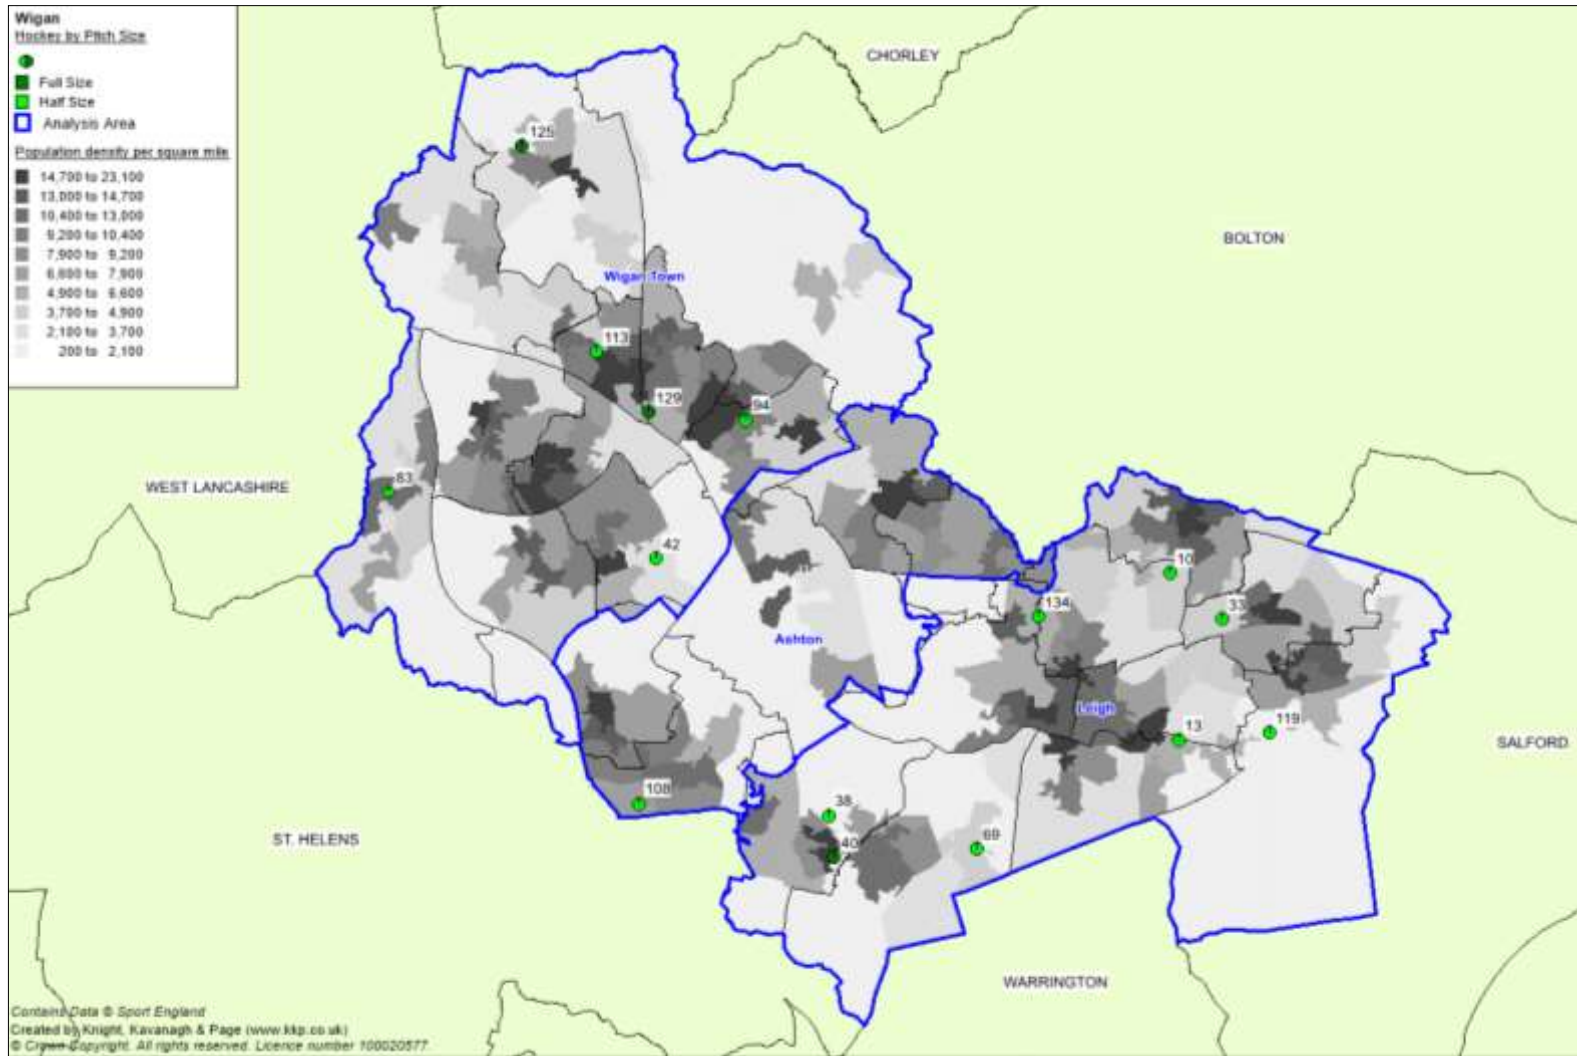 Wigan
Hockey by Pitch Size
Full Size
Half Size
Analysis Area
Population density per square mile
14,700 to 23,100
13,000 to 14,700
10,400 to 13,000
9,200 to 10,400
7,900 to 9,200
6,600 to 7,900
4,900 to 6,600
3,700 to 4,900
2,100 to 3,700
200 to 2,100
CHORLEY
125
BOLTON
Wigan Town
113
129
94
83
WEST LANCASHIRE
42
10
134
33
Ashton
Leigh
13
119
SALFORD
108
38
ST. HELENS
40
69
WARRINGTON
Contains Data © Sport England
Created by Knight, Kavanagh & Page (www.kkp.co.uk)
© Crown Copyright. All rights reserved. Licence number 100020577.